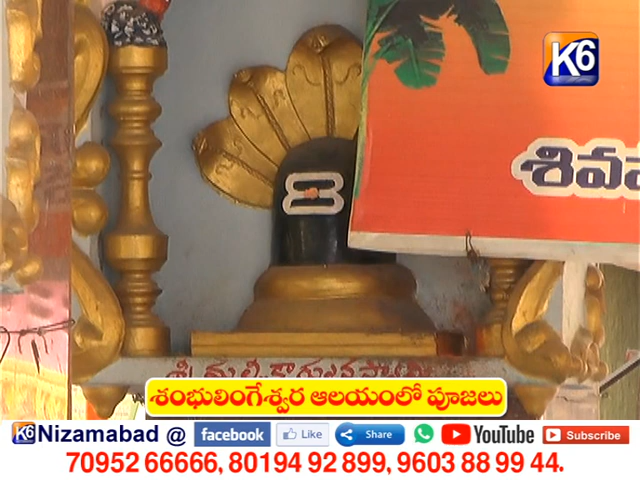 K6
శివ
శంభులింగేశ్వర ఆలయంలో పూజలు
K6 Nizamabad @ facebook Like Share YouTube Subscribe
70952 66666, 80194 92 899, 9603 88 99 44.